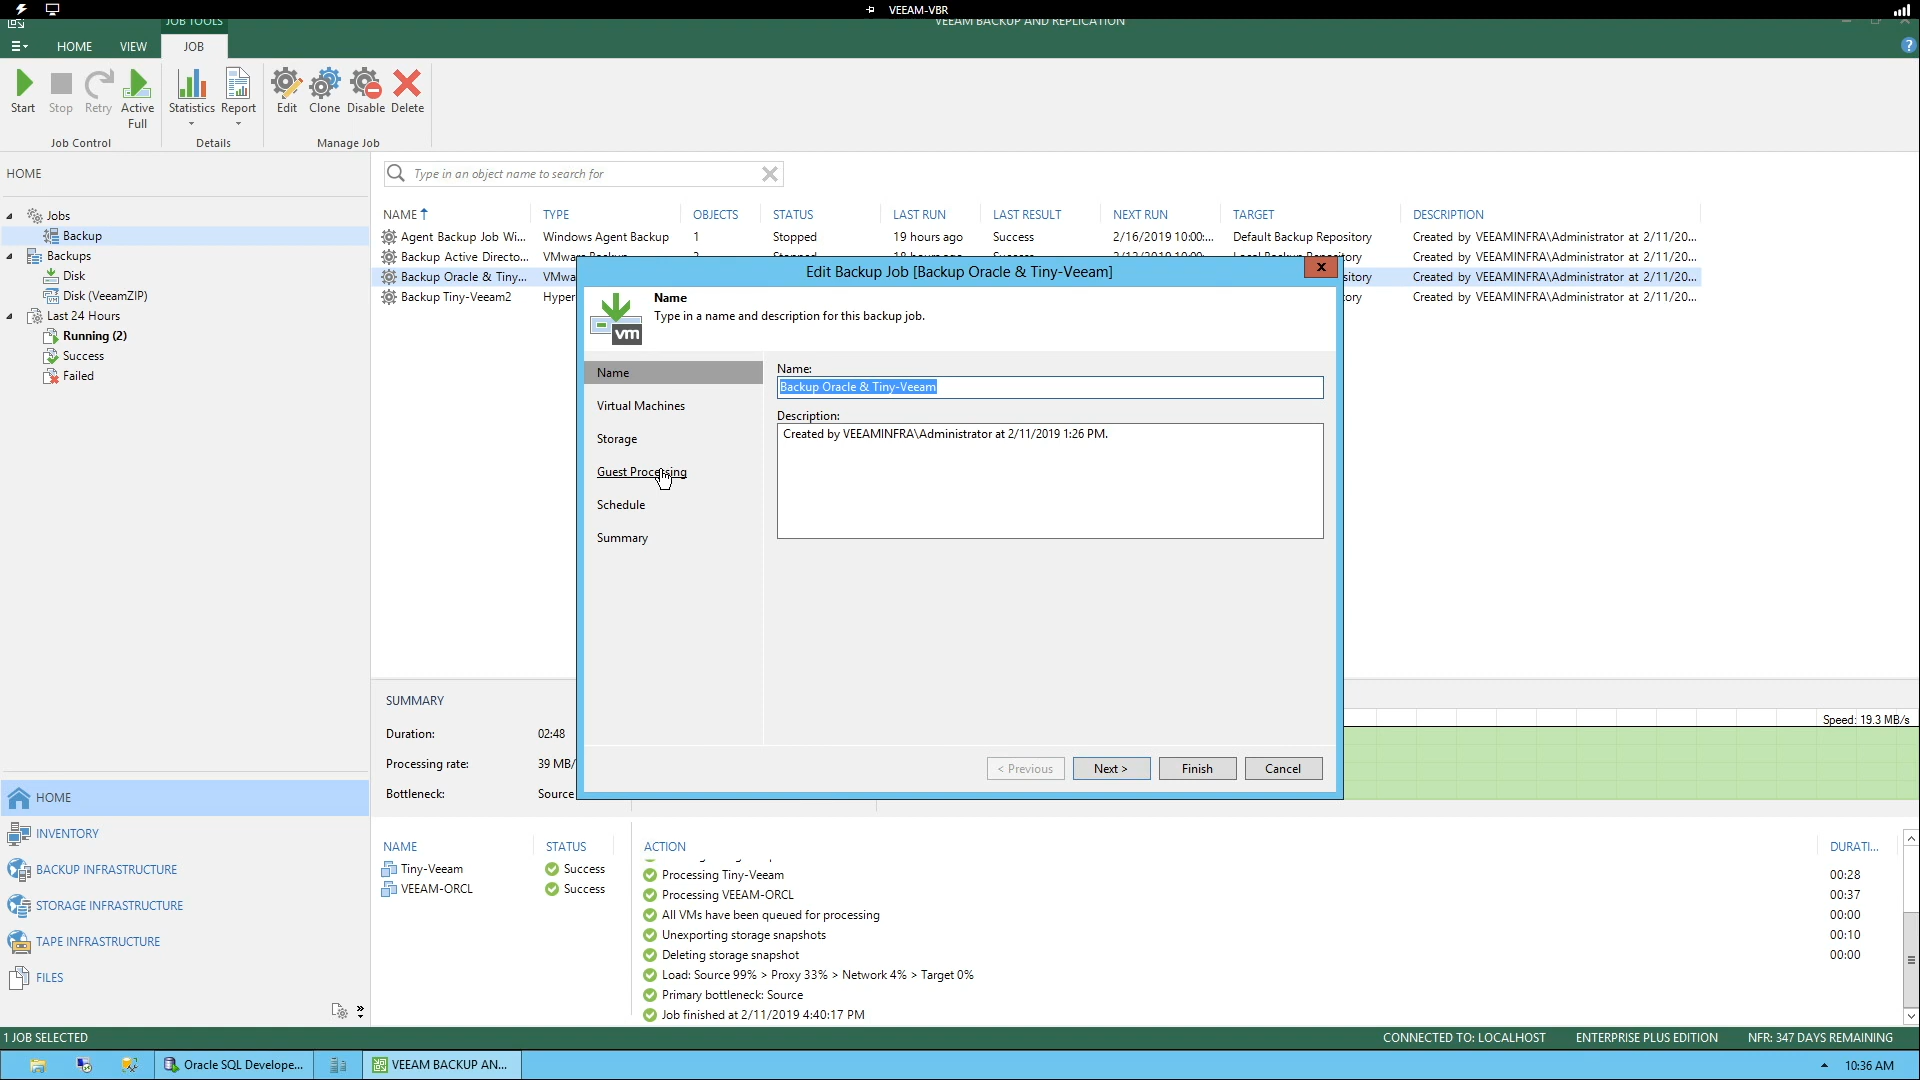 VEEAM-VBR
JOB TOOLS
VEEAM BACKUP AND REPLICATION
HOME
VIEW
JOB
Start
Stop
Retry
Active Full
Statistics
Report
Edit
Clone
Disable
Delete
Job Control
Details
Manage Job
HOME
Type in an object name to search for
Jobs
Backup
Backups
Disk
Disk (VeeamZIP)
Last 24 Hours
Running (2)
Success
Failed
NAME TYPE OBJECTS STATUS LAST RUN LAST RESULT NEXT RUN TARGET DESCRIPTION
Agent Backup Job Wi... Windows Agent Backup 1 Stopped 19 hours ago Success 2/16/2019 10:00:... Default Backup Repository Created by VEEAMINFRA\Administrator at 2/11/20...
Backup Active Directo... VMware Backup Created by VEEAMINFRA\Administrator at 2/11/20...
Backup Oracle & Tiny... VMwa Created by VEEAMINFRA\Administrator at 2/11/20...
Backup Tiny-Veeam2 Hyper Created by VEEAMINFRA\Administrator at 2/11/20...
Edit Backup Job [Backup Oracle & Tiny-Veeam]
x
vm
Name
Type in a name and description for this backup job.
Name
Virtual Machines
Storage
Guest Processing
Schedule
Summary
Name:
Backup Oracle & Tiny-Veeam
Description:
Created by VEEAMINFRA\Administrator at 2/11/2019 1:26 PM.
< Previous
Next >
Finish
Cancel
SUMMARY
Duration: 02:48
Processing rate: 39 MB/
Bottleneck: Source
Speed: 19.3 MB/s
HOME
INVENTORY
BACKUP INFRASTRUCTURE
STORAGE INFRASTRUCTURE
TAPE INFRASTRUCTURE
FILES
NAME STATUS
Tiny-Veeam Success
VEEAM-ORCL Success
ACTION DURATI...
Processing Tiny-Veeam 00:28
Processing VEEAM-ORCL 00:37
All VMs have been queued for processing 00:00
Unexporting storage snapshots 00:10
Deleting storage snapshot 00:00
Load: Source 99% > Proxy 33% > Network 4% > Target 0%
Primary bottleneck: Source
Job finished at 2/11/2019 4:40:17 PM
1 JOB SELECTED
CONNECTED TO: LOCALHOST
ENTERPRISE PLUS EDITION
NFR: 347 DAYS REMAINING
Oracle SQL Develope...
VEEAM BACKUP AN...
10:36 AM